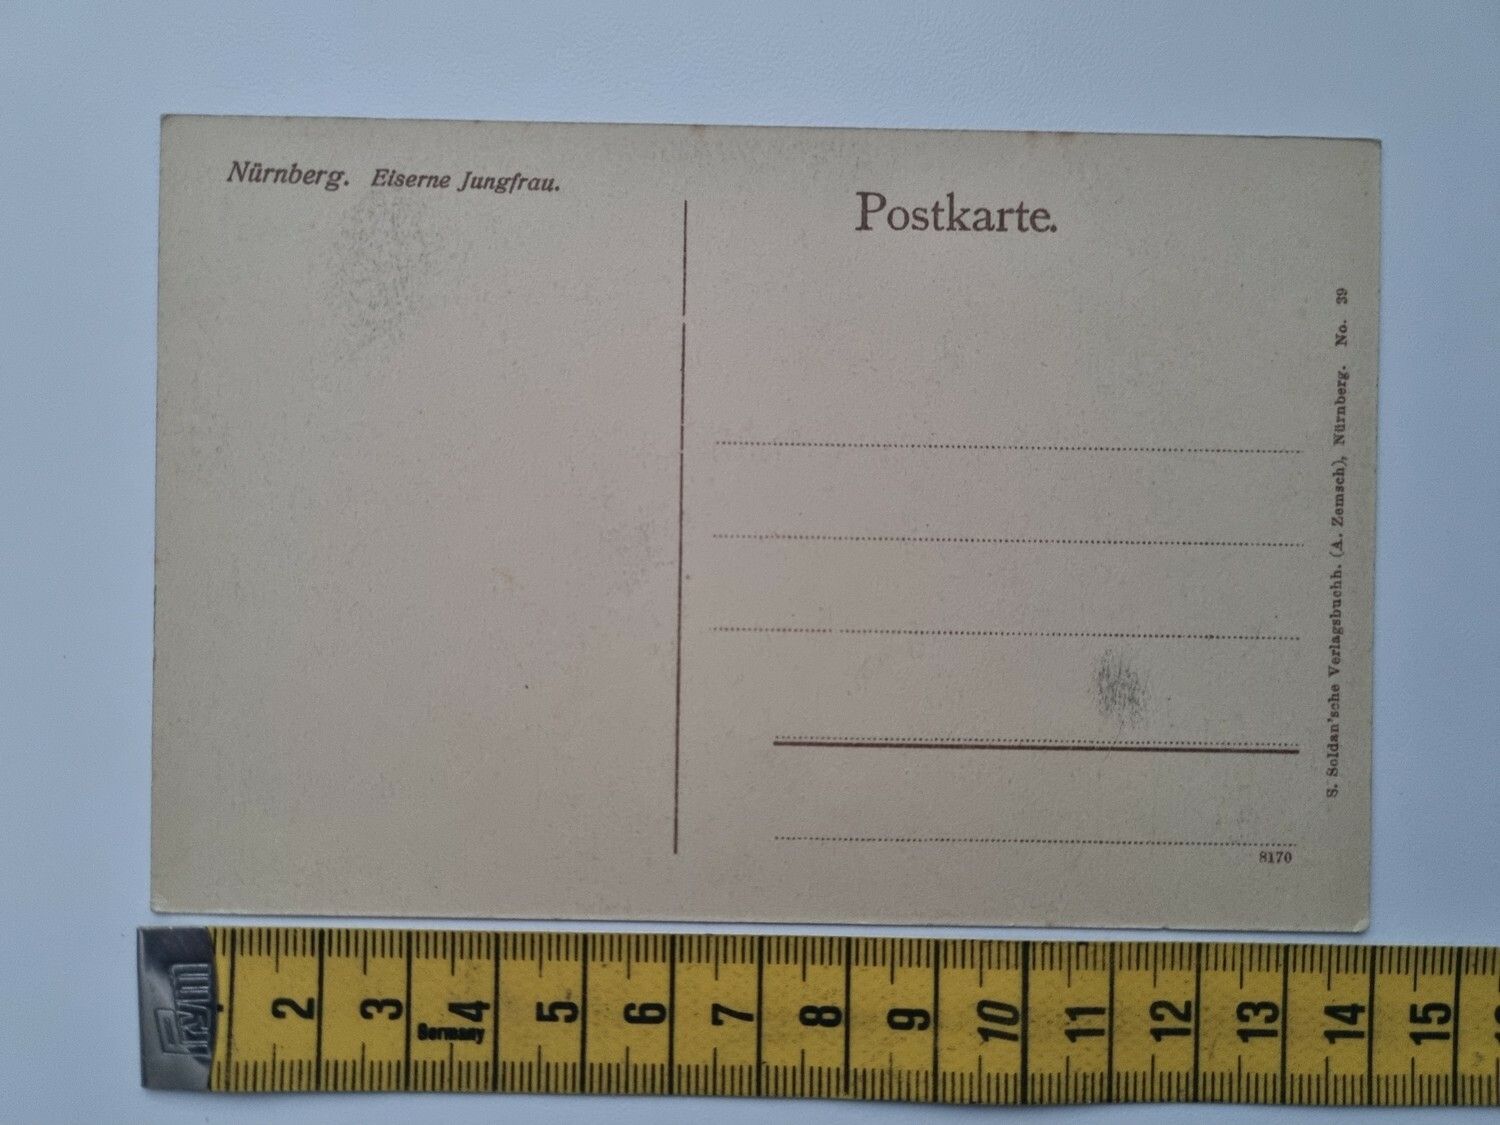 Nürnberg. Eiserne Jungfrau.
Postkarte.
S. Soldan'sche Verlagsbuchh. (A. Zemsch), Nürnberg. No. 39
8170
Prym
2 3 4 5 6 7 8 9 10 11 12 13 14 15
Germany